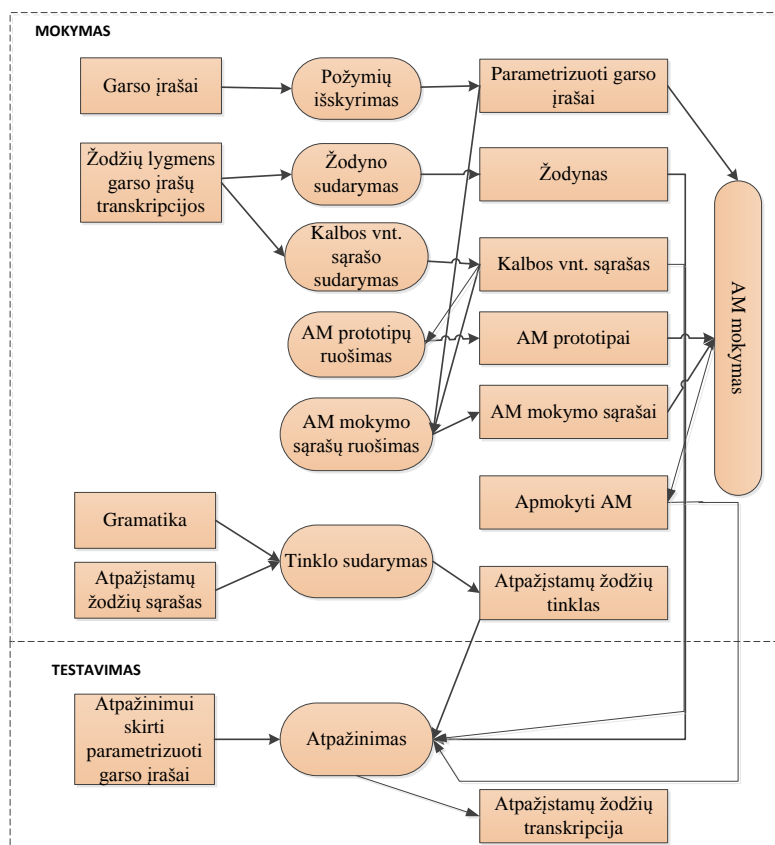 MOKYMAS
Garso įrašai
Požymių
išskyrimas
Parametrizuoti garso
įrašai
Žodžių lygmens
garso įrašų
transkripcijos
Žodyno
sudarymas
Žodynas
Kalbos vnt.
sąrašo
sudarymas
Kalbos vnt. sąrašas
AM prototipų
ruošimas
AM prototipai
AM mokymas
AM mokymo
sąrašų ruošimas
AM mokymo sąrašai
Apmokyti AM
Gramatika
Tinklo sudarymas
Atpažįstamų
žodžių sąrašas
Atpažįstamų žodžių
tinklas
TESTAVIMAS
Atpažinimui
skirti
parametrizuoti
garso įrašai
Atpažinimas
Atpažįstamų žodžių
transkripcija